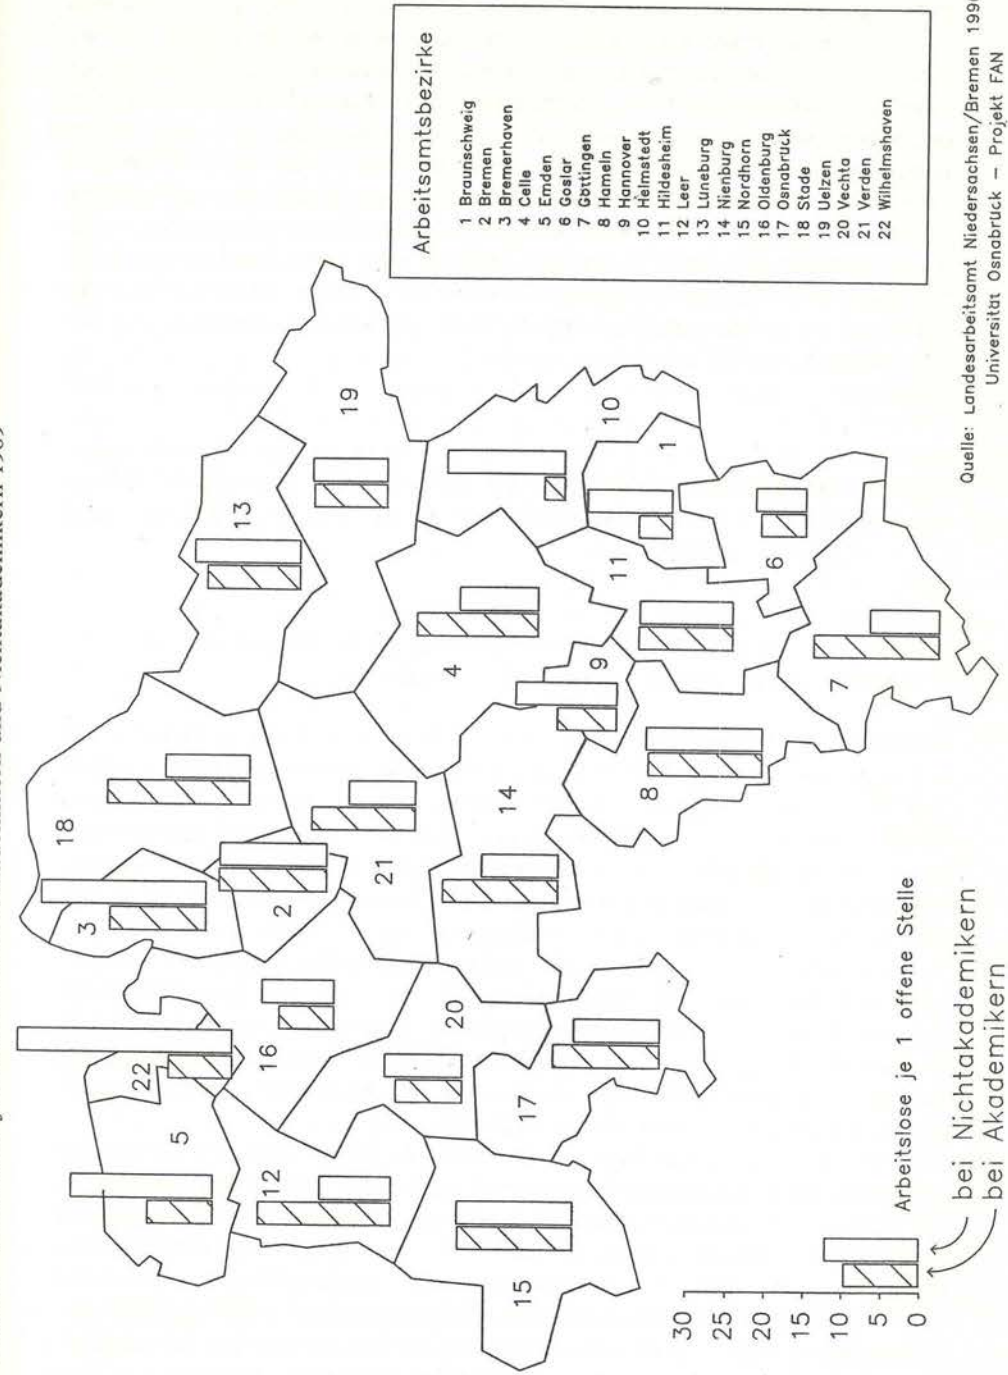 und Nichtakademikern 1989
18
3
22
5
13
16
12
2
21
19
20
4
14
17
15
9
11
10
8
1
6
7
Arbeitsamtsbezirke
1 Braunschweig
2 Bremen
3 Bremerhaven
4 Celle
5 Emden
6 Goslar
7 Göttingen
8 Hameln
9 Hannover
10 Helmstedt
11 Hildesheim
12 Leer
13 Lüneburg
14 Nienburg
15 Nordhorn
16 Oldenburg
17 Osnabrück
18 Stade
19 Uelzen
20 Vechta
21 Verden
22 Wilhelmshaven
30
25
20
15
10
5
0
Arbeitslose je 1 offene Stelle
bei Nichtakademikern
bei Akademikern
Quelle: Landesarbeitsamt Niedersachsen/Bremen
Universität Osnabrück – Projekt FAN